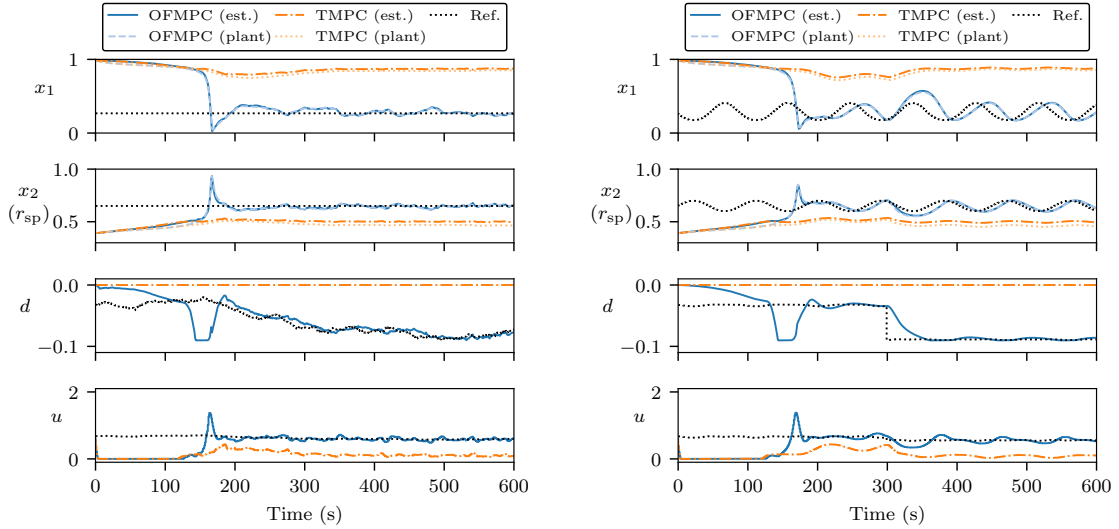 OFMPC (est.) TMPC (est.) Ref.
OFMPC (plant) TMPC (plant)
1
x1
0
1.0
x2
(rsp)
0.5
0.0
d
−0.1
2
u
0
0 100 200 300 400 500 600
Time (s)
OFMPC (est.) TMPC (est.) Ref.
OFMPC (plant) TMPC (plant)
1
x1
0
1.0
x2
(rsp)
0.5
0.0
d
−0.1
2
u
0
0 100 200 300 400 500 600
Time (s)